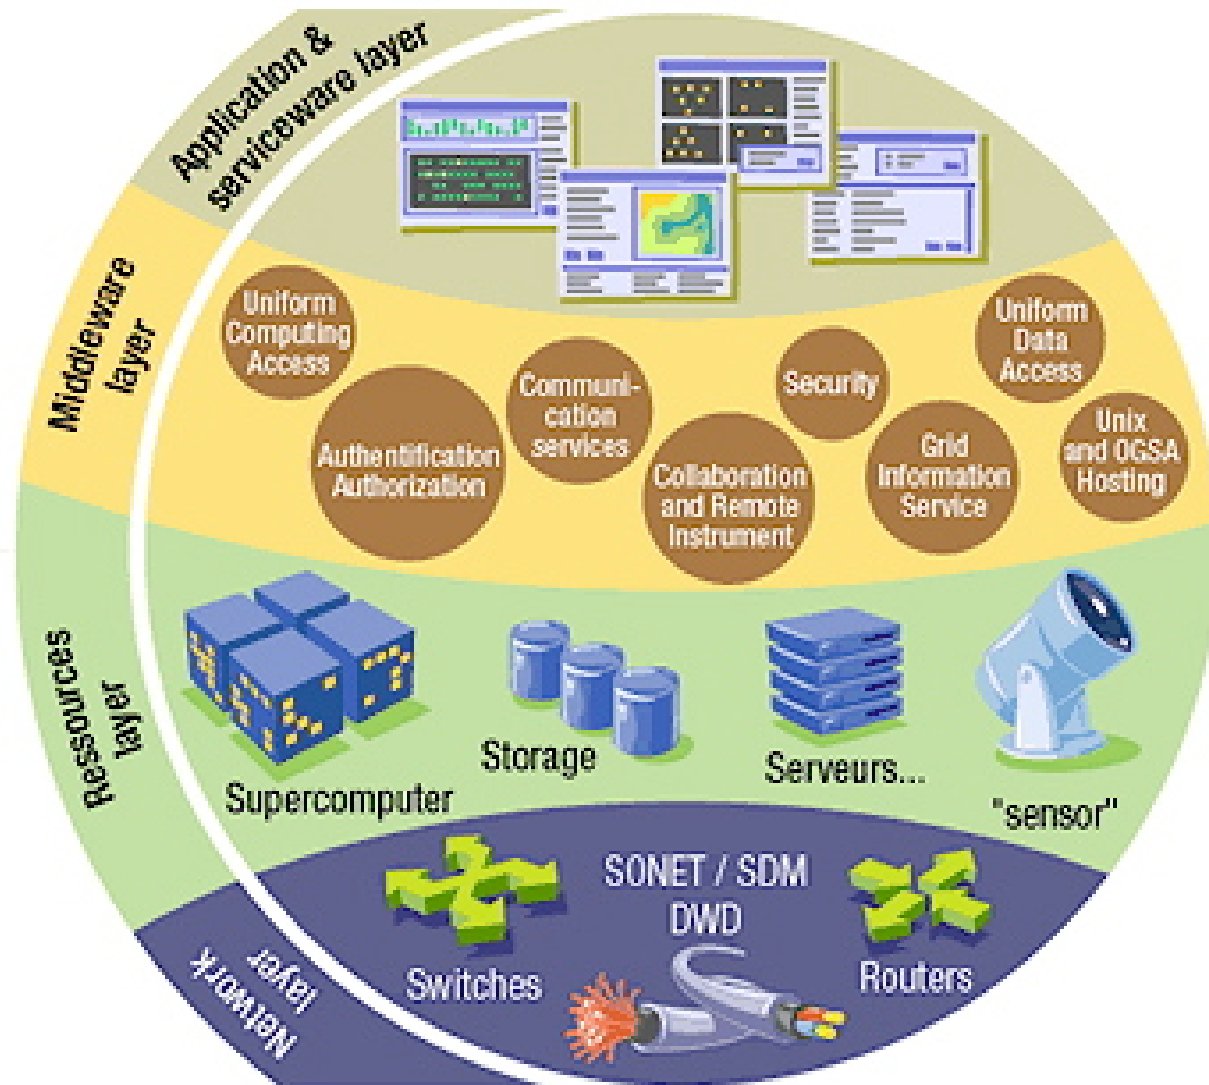 Application &
serviceware layer
Middleware
layer
Uniform
Computing
Access
Authentification
Authorization
Communi-
cation
services
Collaboration
and Remote
Instrument
Security
Grid
Information
Service
Uniform
Data
Access
Unix
and OGSA
Hosting
Ressources
layer
Supercomputer
Storage
Serveurs...
"sensor"
Network
layer
Switches
SONET / SDM
DWD
Routers